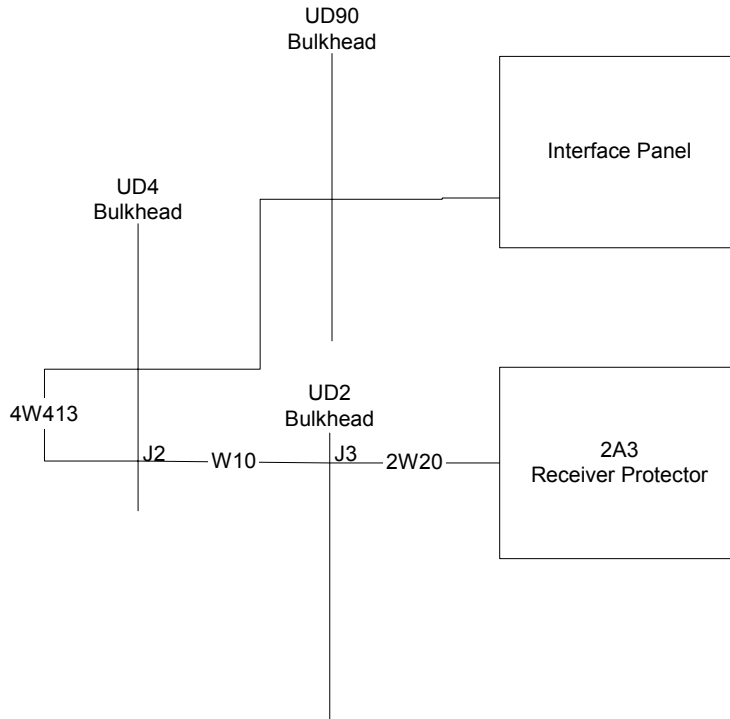 UD90
Bulkhead
Interface Panel
UD4
Bulkhead
UD2
Bulkhead
4W413
J2
W10
J3
2W20
2A3
Receiver Protector